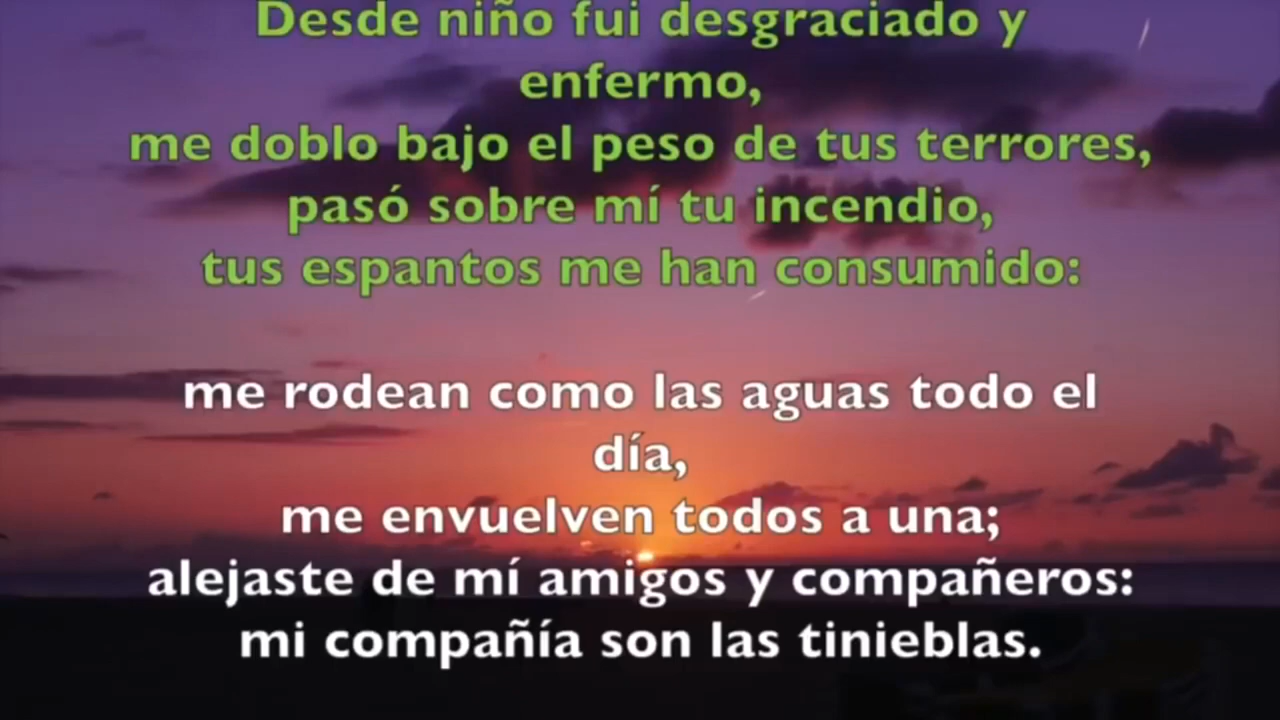 Desde niño fui desgraciado y
enfermo,
me doblo bajo el peso de tus terrores,
pasó sobre mí tu incendio,
tus espantos me han consumido:
me rodean como las aguas todo el
día,
me envuelven todos a una;
alejaste de mí amigos y compañeros:
mi compañía son las tinieblas.